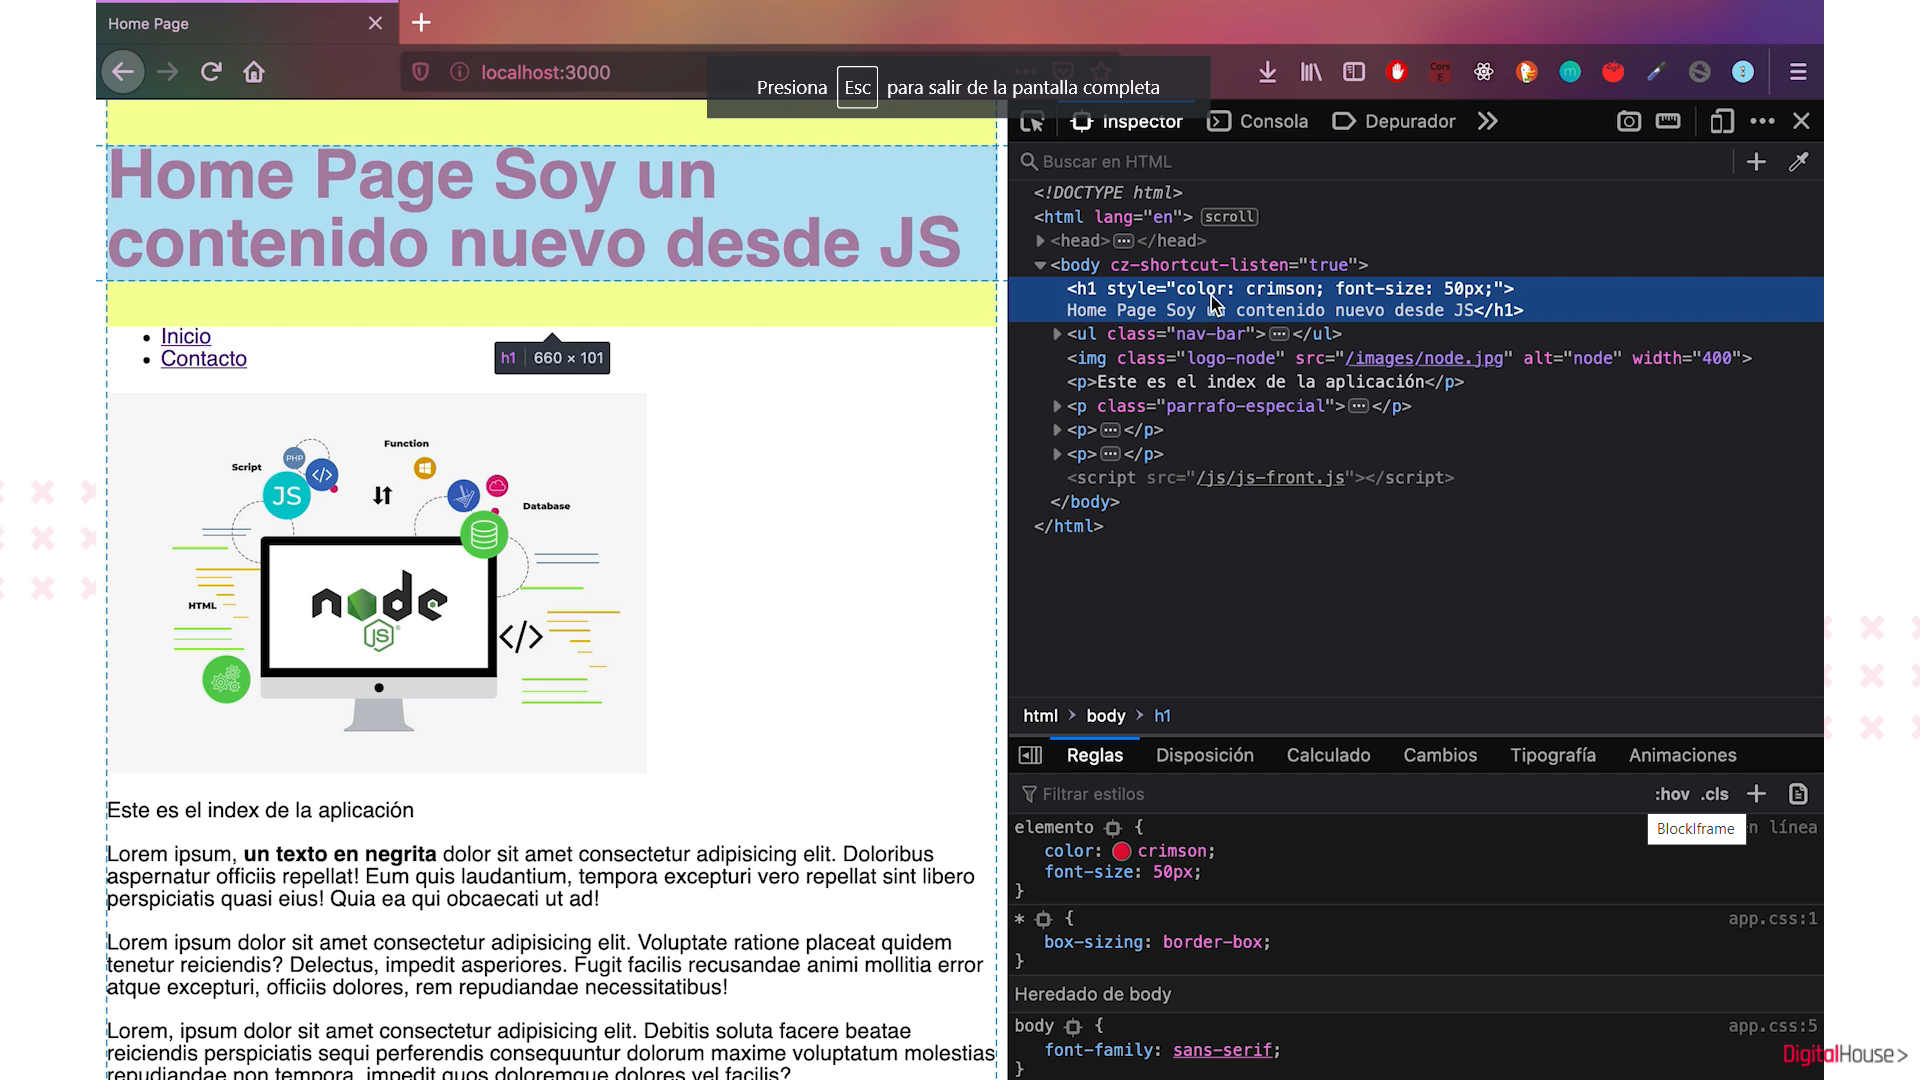 Home Page
localhost:3000
Presiona Esc para salir de la pantalla completa
Cors
E
Home Page Soy un
contenido nuevo desde JS
h1 660 × 101
Inicio
Contacto
Function
PHP
Script
JS
Database
HTML
node
JS
Este es el index de la aplicación
Lorem ipsum, un texto en negrita dolor sit amet consectetur adipisicing elit. Doloribus
aspernatur officiis repellat! Eum quis laudantium, tempora excepturi vero repellat sint libero
perspiciatis quasi eius! Quia ea qui obcaecati ut ad!
Lorem ipsum dolor sit amet consectetur adipisicing elit. Voluptate ratione placeat quidem
tenetur reiciendis? Delectus, impedit asperiores. Fugit facilis recusandae animi mollitia error
atque excepturi, officiis dolores, rem repudiandae necessitatibus!
Lorem, ipsum dolor sit amet consectetur adipisicing elit. Debitis soluta facere beatae
reiciendis perspiciatis sequi perferendis consequuntur dolorum maxime voluptatum molestias
repudiandae non tempora, impedit quos doloremque dolores vel facilis?
Inspector Consola Depurador
Buscar en HTML
<!DOCTYPE html>
<html lang="en"> scroll
<head>…</head>
<body cz-shortcut-listen="true">
<h1 style="color: crimson; font-size: 50px;">
Home Page Soy un contenido nuevo desde JS</h1>
<ul class="nav-bar">…</ul>
<img class="logo-node" src="/images/node.jpg" alt="node" width="400">
<p>Este es el index de la aplicación</p>
<p class="parrafo-especial">…</p>
<p>…</p>
<p>…</p>
<script src="/js/js-front.js"></script>
</body>
</html>
html > body > h1
Reglas Disposición Calculado Cambios Tipografía Animaciones
Filtrar estilos :hov .cls
elemento { n línea
BlockIframe
color: crimson;
font-size: 50px;
}
* { app.css:1
box-sizing: border-box;
}
Heredado de body
body { app.css:5
font-family: sans-serif;
}
DigitalHouse>